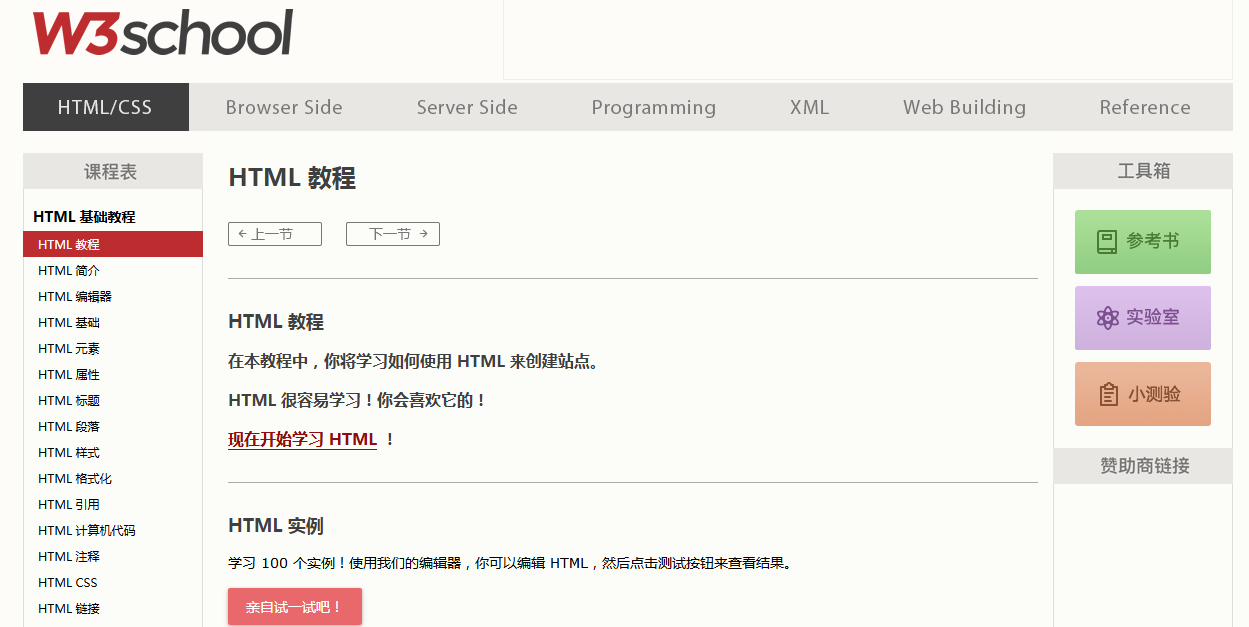 W3school
HTML/CSS Browser Side Server Side Programming XML Web Building Reference
课程表
HTML 基础教程
HTML 教程
HTML 简介
HTML 编辑器
HTML 基础
HTML 元素
HTML 属性
HTML 标题
HTML 段落
HTML 样式
HTML 格式化
HTML 引用
HTML 计算机代码
HTML 注释
HTML CSS
HTML 链接
HTML 教程
← 上一节 下一节 →
HTML 教程
在本教程中，你将学习如何使用 HTML 来创建站点。
HTML 很容易学习！你会喜欢它的！
现在开始学习 HTML ！
HTML 实例
学习 100 个实例！使用我们的编辑器，你可以编辑 HTML，然后点击测试按钮来查看结果。
亲自试一试吧！
工具箱
参考书
实验室
小测验
赞助商链接